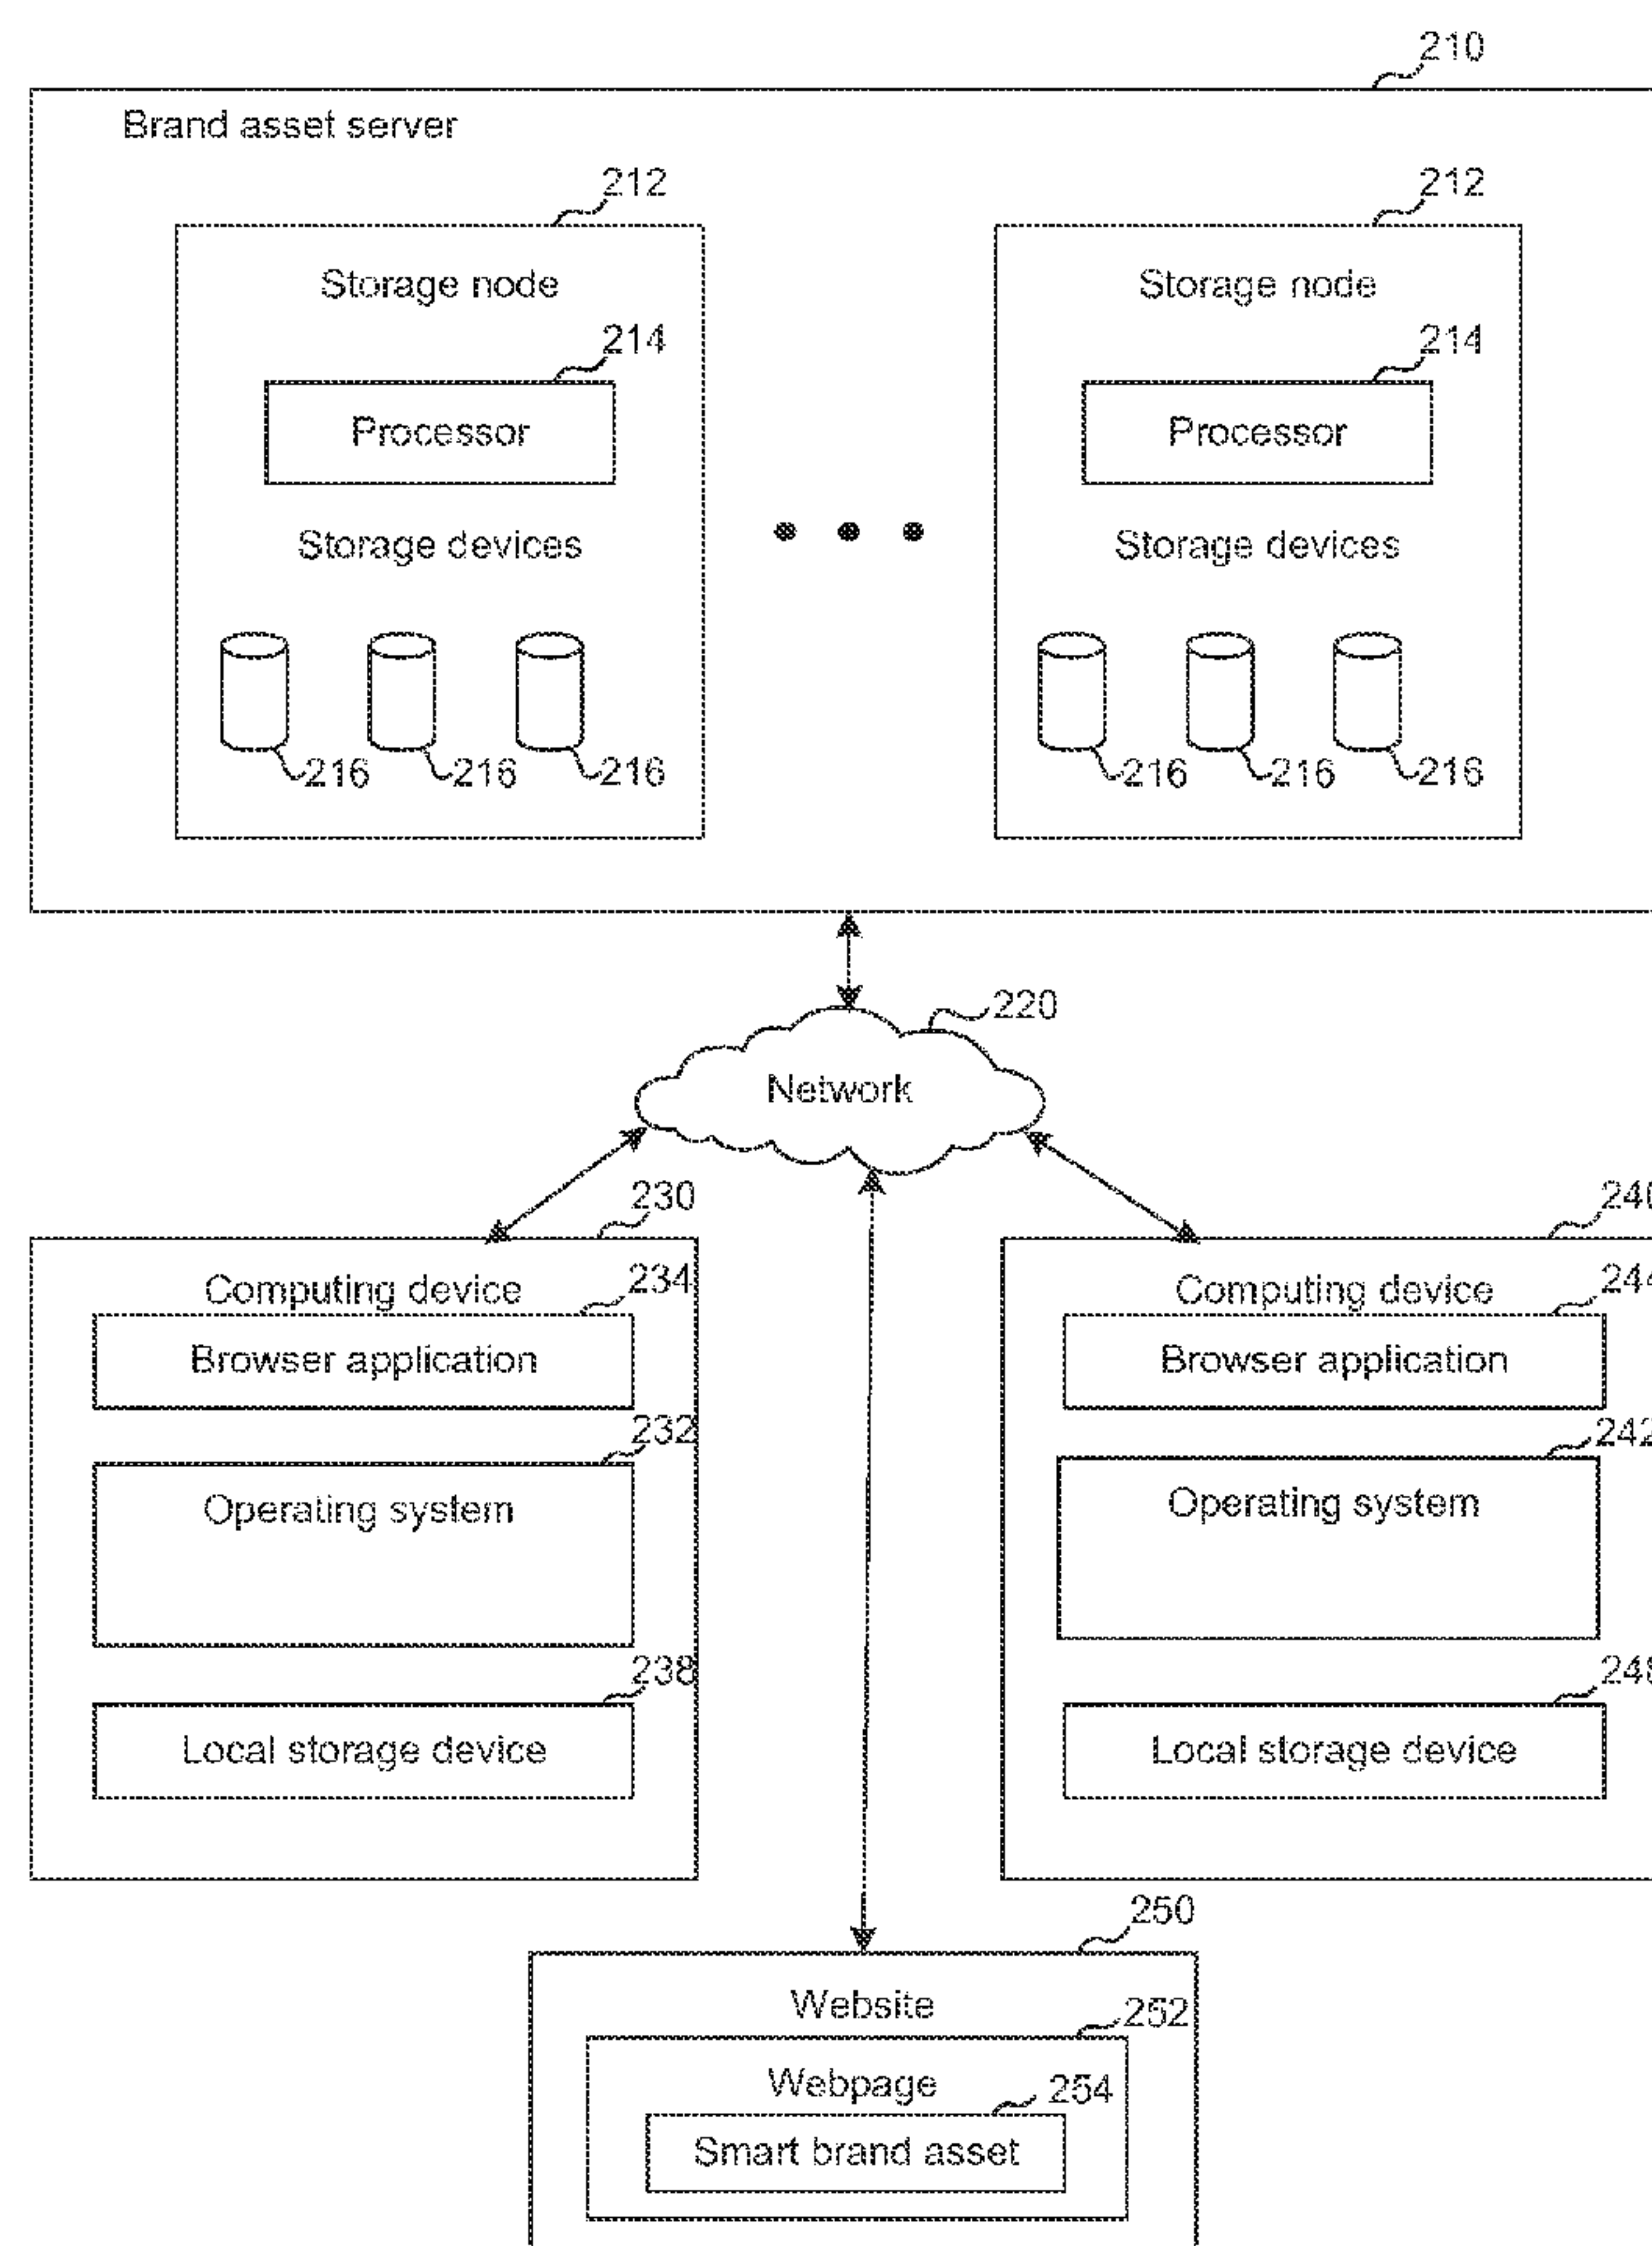 210
Brand asset server
212
212
Storage node
Storage node
214
214
Processor
Processor
Storage devices
Storage devices
216
216
216
216
216
216
220
Network
230
Computing device
234
Browser application
232
Operating system
238
Local storage device
Computing device
Browser application
242
Operating system
Local storage device
250
Website
252
Webpage
254
Smart brand asset